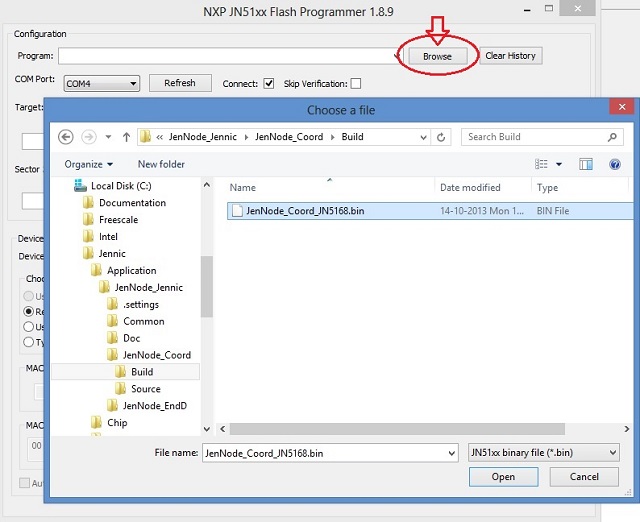 NXP JN51xx Flash Programmer 1.8.9
Configuration
Program: Browse Clear History
COM Port: COM4 Refresh Connect: Skip Verification:
Target:
Choose a file
« JenNode_Jennic JenNode_Coord Build Search Build
Organize New folder
Local Disk (C:) Name Date modified Type
Documentation JenNode_Coord_JN5168.bin 14-10-2013 Mon 1... BIN File
Freescale
Intel
Sector
Jennic
Application
JenNode_Jennic
.settings
Common
Device
Doc
Device
JenNode_Coord
Choo
Build
Us
Source
Re
JenNode_EndD
Us
Chip
Ty
MAC
File name: JenNode_Coord_JN5168.bin JN51xx binary file (*.bin)
MAC
00
Open Cancel
Aut